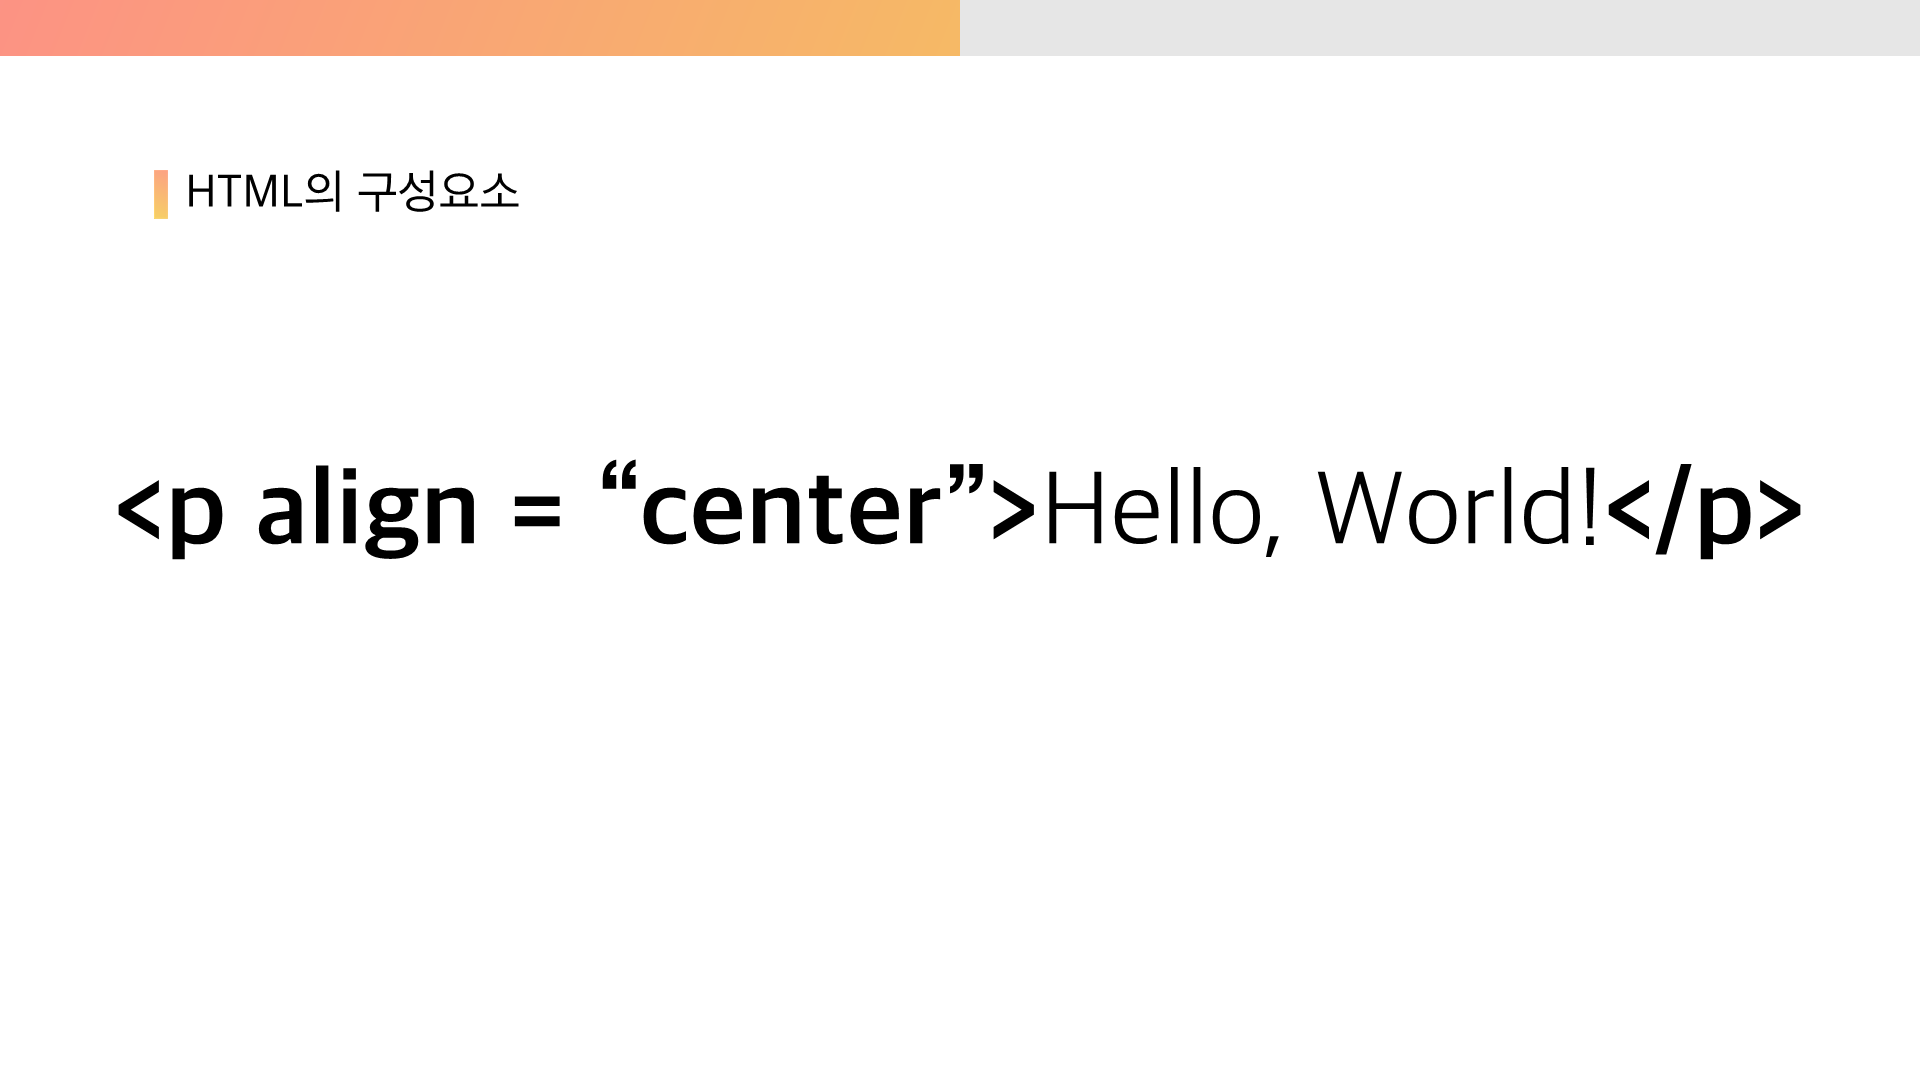 HTML의 구성요소
<p align = “center”>Hello, World!</p>